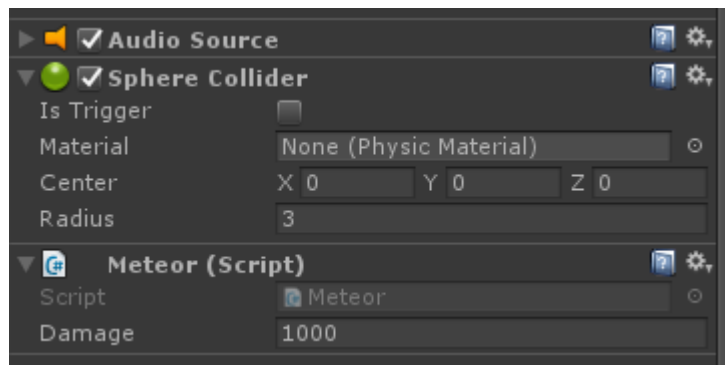 Audio Source
Sphere Collider
Is Trigger
Material None (Physic Material)
Center X 0 Y 0 Z 0
Radius 3
Meteor (Script)
Script Meteor
Damage 1000